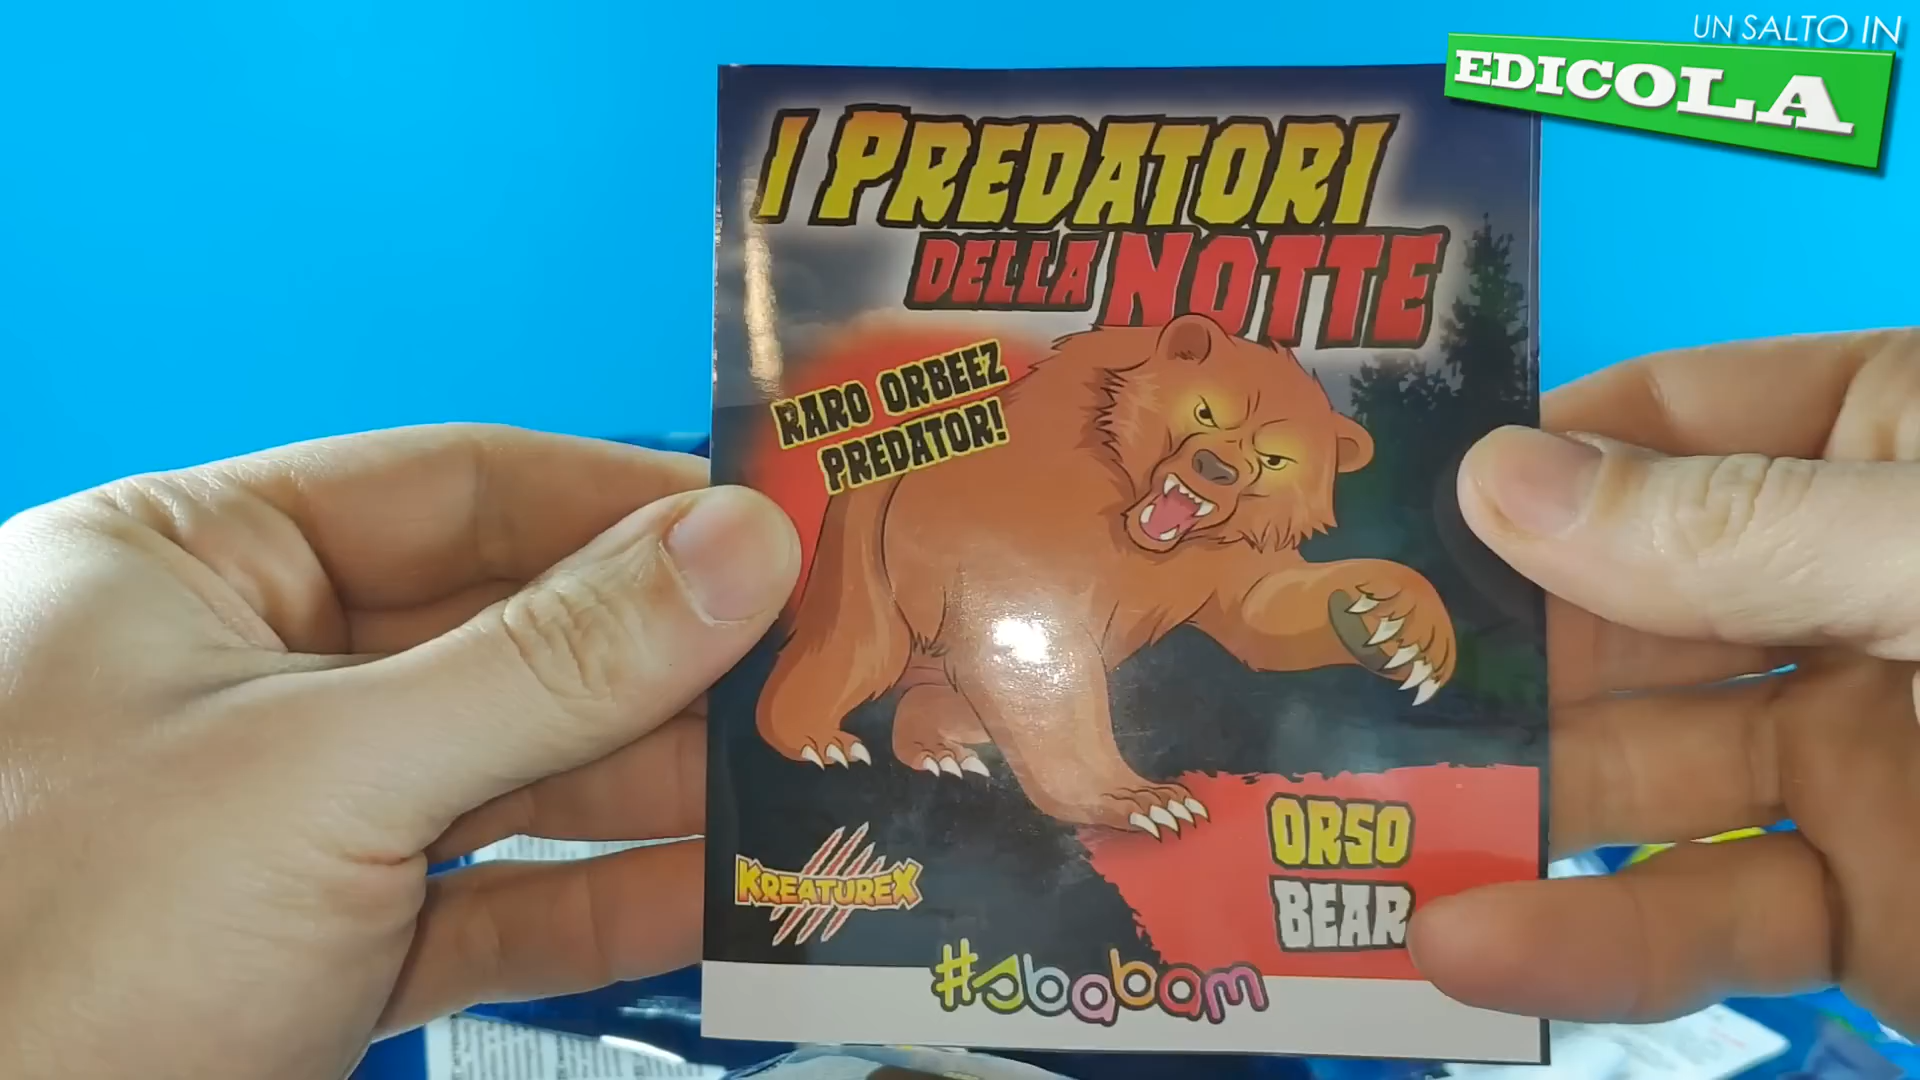 UN SALTO IN
EDICOLA
I PREDATORI
DELLA NOTTE
RARO ORBEEZ
PREDATOR!
ORSO
BEAR
KREATUREX
#sbabam